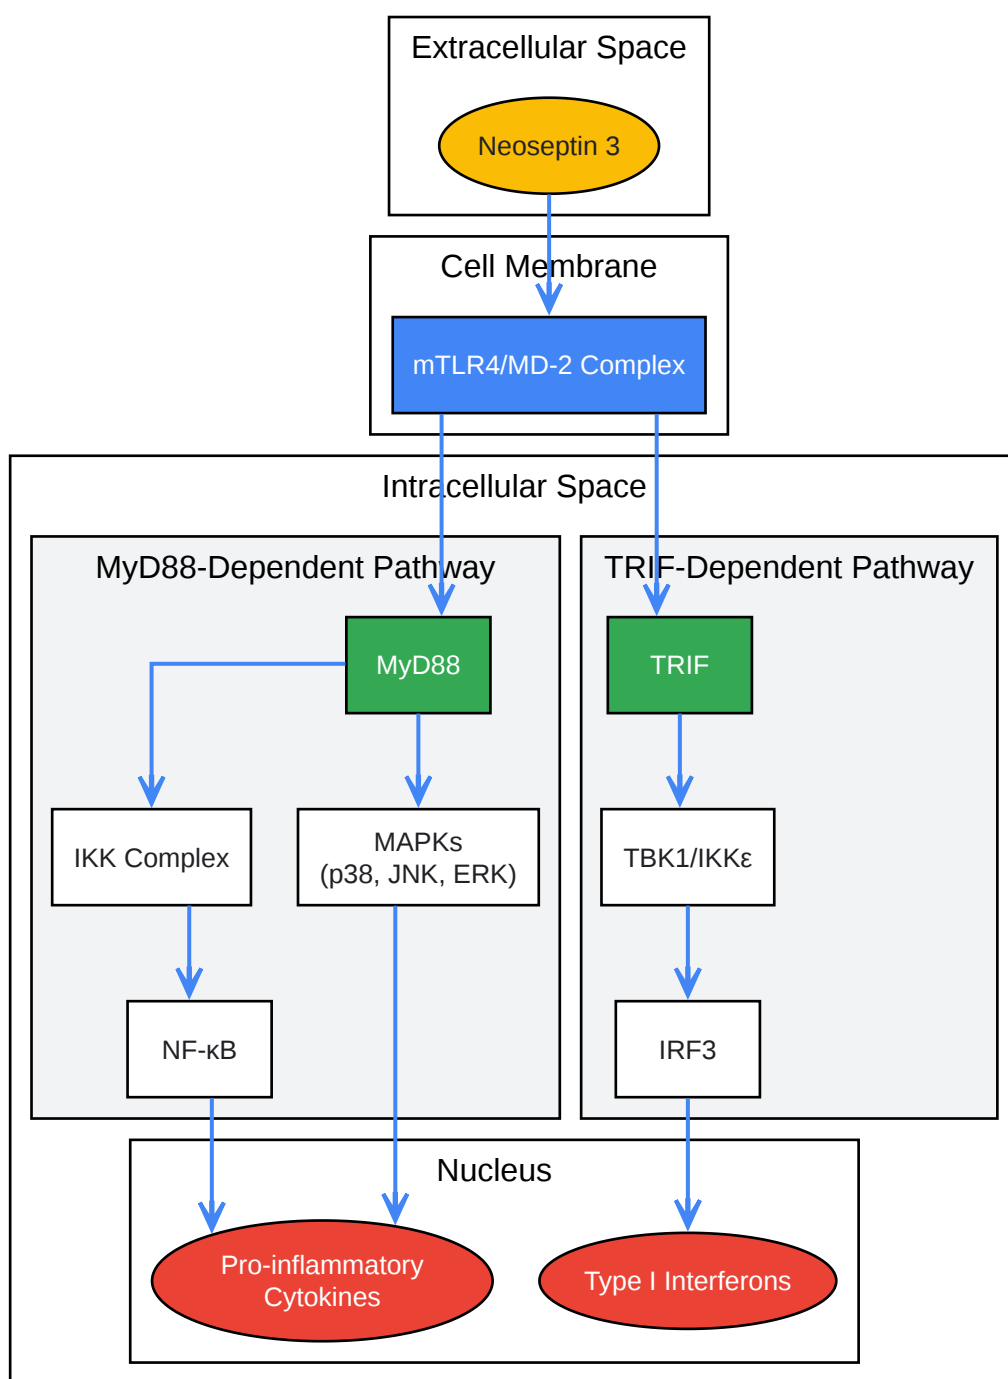 Extracellular Space
Neoseptin 3
Cell Membrane
mTLR4/MD-2 Complex
Intracellular Space
MyD88-Dependent Pathway
TRIF-Dependent Pathway
MyD88
TRIF
IKK Complex
MAPKs
(p38, JNK, ERK)
TBK1/IKKε
NF-κB
IRF3
Nucleus
Pro-inflammatory
Cytokines
Type I Interferons